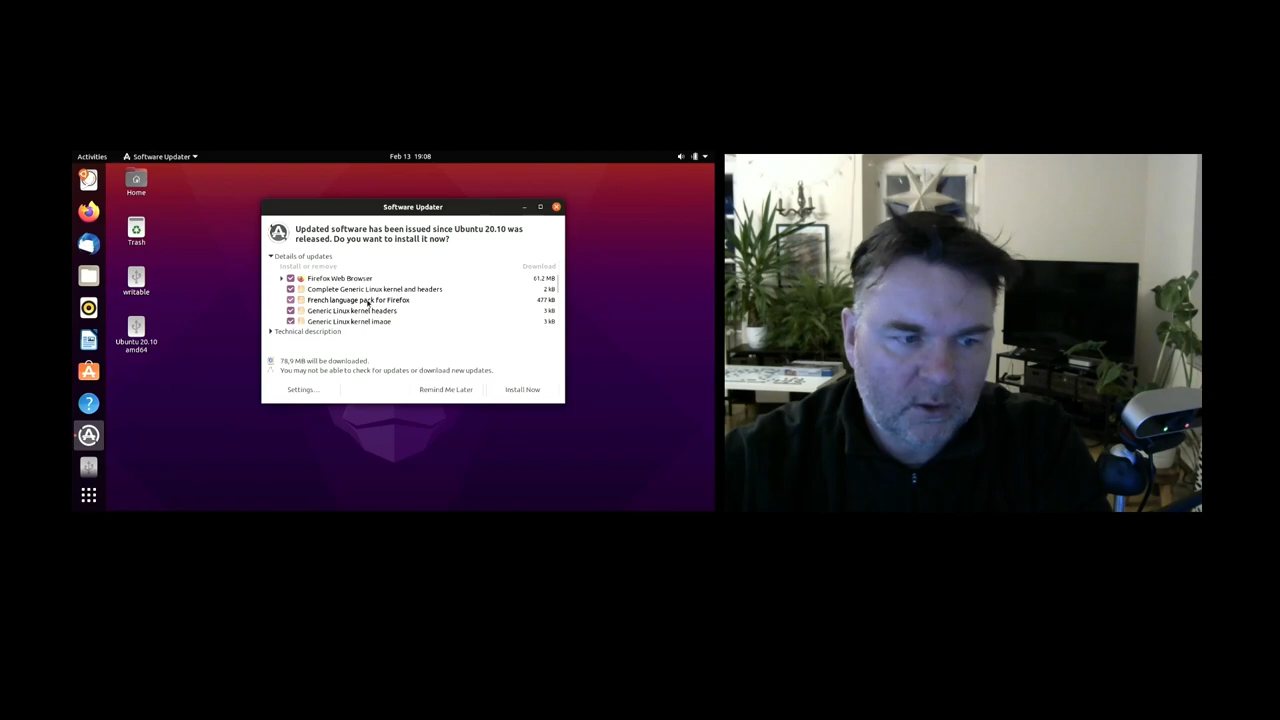 Activities
Software Updater
Feb 13 19:08
Home
Trash
writable
Ubuntu 20.10
amd64
Software Updater
Updated software has been issued since Ubuntu 20.10 was
released. Do you want to install it now?
Details of updates
Install or remove Download
Firefox Web Browser 61.2 MB
Complete Generic Linux kernel and headers 2 kB
French language pack for Firefox 477 kB
Generic Linux kernel headers 3 kB
Generic Linux kernel image 3 kB
Technical description
78,9 MB will be downloaded.
You may not be able to check for updates or download new updates.
Settings...
Remind Me Later
Install Now